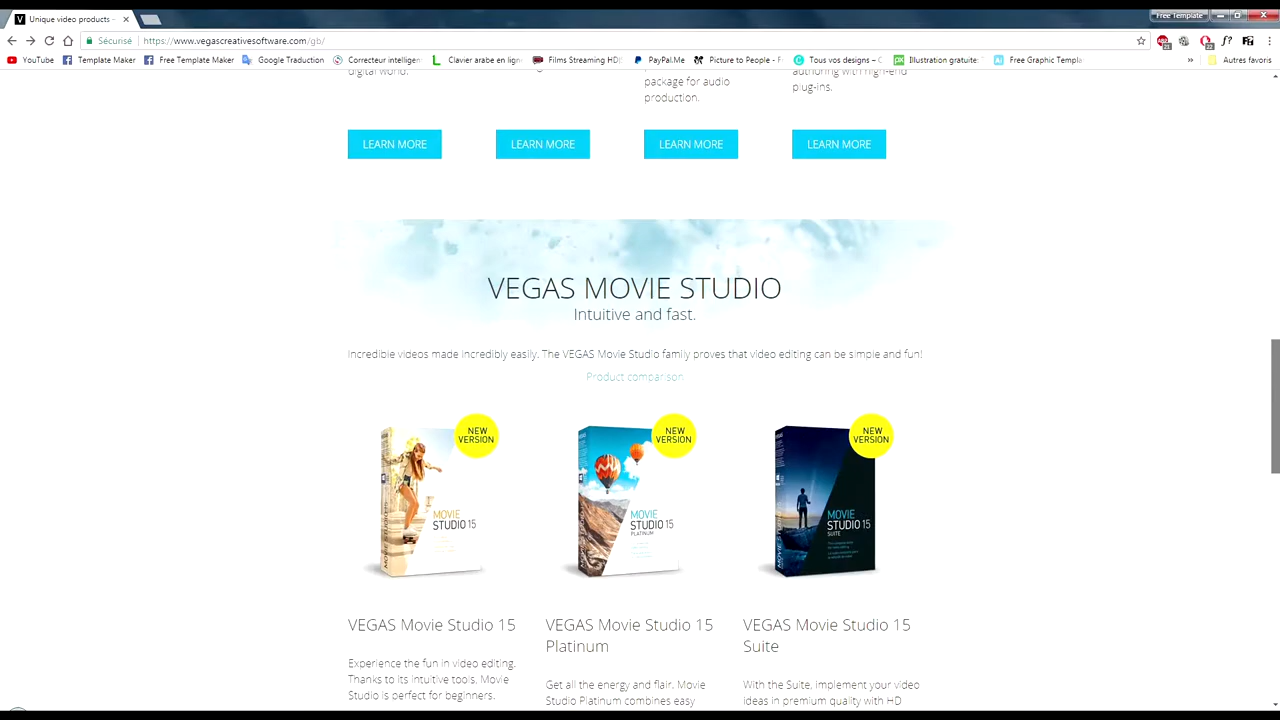 Unique video products –
Free Template
Sécurisé
https://www.vegascreativesoftware.com/gb/
YouTube
Template Maker
Free Template Maker
Google Traduction
Correcteur intelligen
Clavier arabe en lign
Films Streaming HD
PayPal.Me
Picture to People - F
Tous vos designs –
Illustration gratuite:
Free Graphic Templa
Autres favoris
digital world.
package for audio
production.
authoring with high-end
plug-ins.
LEARN MORE
LEARN MORE
LEARN MORE
LEARN MORE
VEGAS MOVIE STUDIO
Intuitive and fast.
Incredible videos made incredibly easily. The VEGAS Movie Studio family proves that video editing can be simple and fun!
Product comparison
NEW
VERSION
MOVIE
STUDIO 15
NEW
VERSION
MOVIE
STUDIO 15
PLATINUM
NEW
VERSION
MOVIE
STUDIO 15
SUITE
VEGAS Movie Studio 15
Experience the fun in video editing.
Thanks to its intuitive tools, Movie
Studio is perfect for beginners.
VEGAS Movie Studio 15
Platinum
Get all the energy and flair. Movie
Studio Platinum combines easy
VEGAS Movie Studio 15
Suite
With the Suite, implement your video
ideas in premium quality with HD